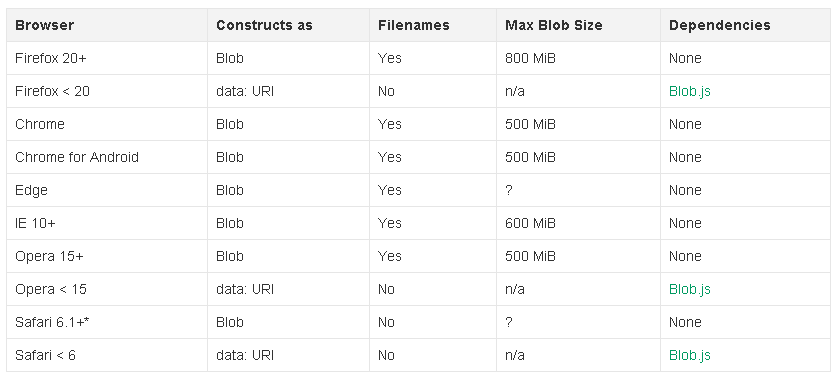 Browser Constructs as Filenames Max Blob Size Dependencies
Firefox 20+ Blob Yes 800 MiB None
Firefox < 20 data: URI No n/a Blob.js
Chrome Blob Yes 500 MiB None
Chrome for Android Blob Yes 500 MiB None
Edge Blob Yes ? None
IE 10+ Blob Yes 600 MiB None
Opera 15+ Blob Yes 500 MiB None
Opera < 15 data: URI No n/a Blob.js
Safari 6.1+* Blob No ? None
Safari < 6 data: URI No n/a Blob.js